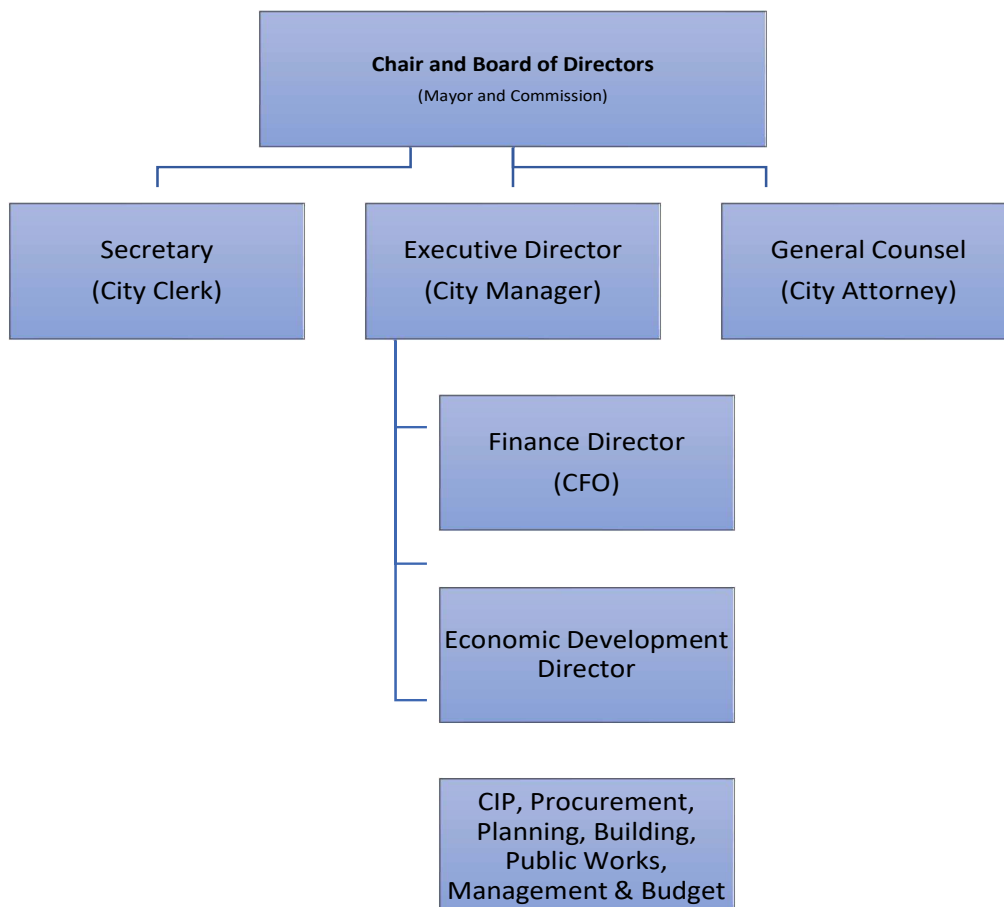 Chair and Board of Directors
(Mayor and Commission)
Secretary
(City Clerk)
Executive Director
(City Manager)
General Counsel
(City Attorney)
Finance Director
(CFO)
Economic Development
Director
CIP, Procurement,
Planning, Building,
Public Works,
Management & Budget